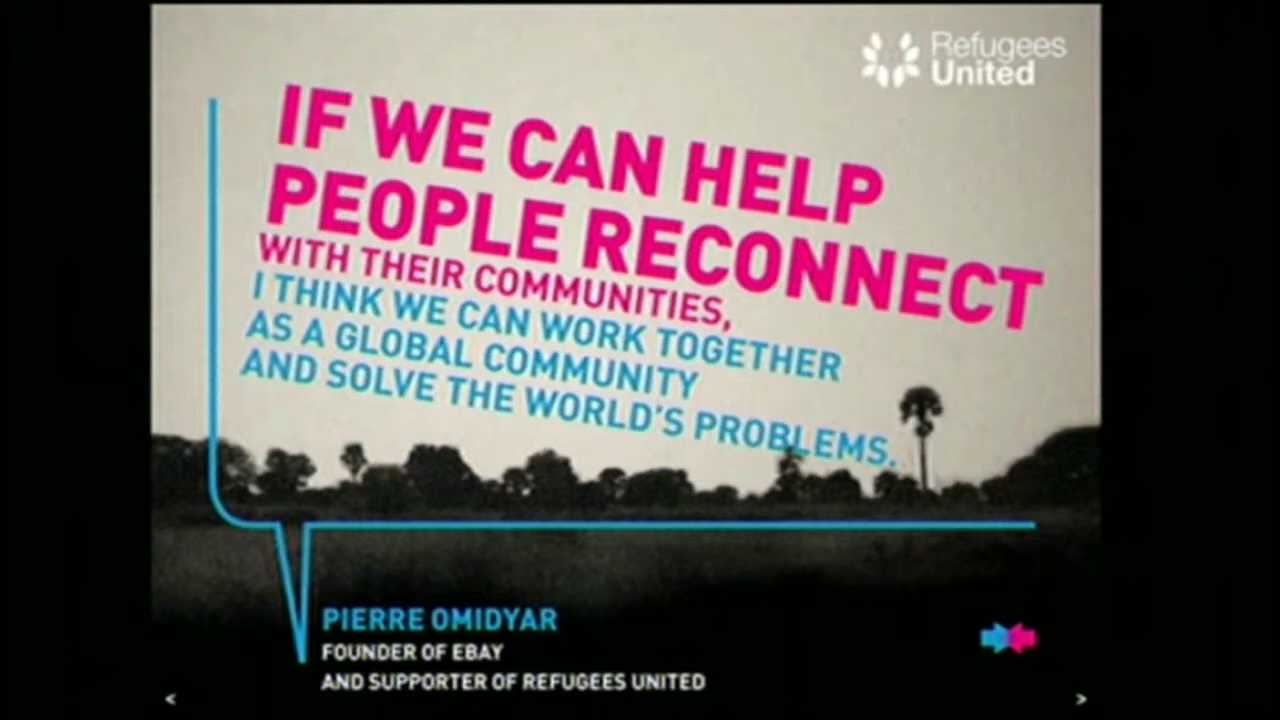 Refugees
United
IF WE CAN HELP
PEOPLE RECONNECT
WITH THEIR COMMUNITIES,
I THINK WE CAN WORK TOGETHER
AS A GLOBAL COMMUNITY
AND SOLVE THE WORLD'S PROBLEMS.
PIERRE OMIDYAR
FOUNDER OF EBAY
AND SUPPORTER OF REFUGEES UNITED
< >